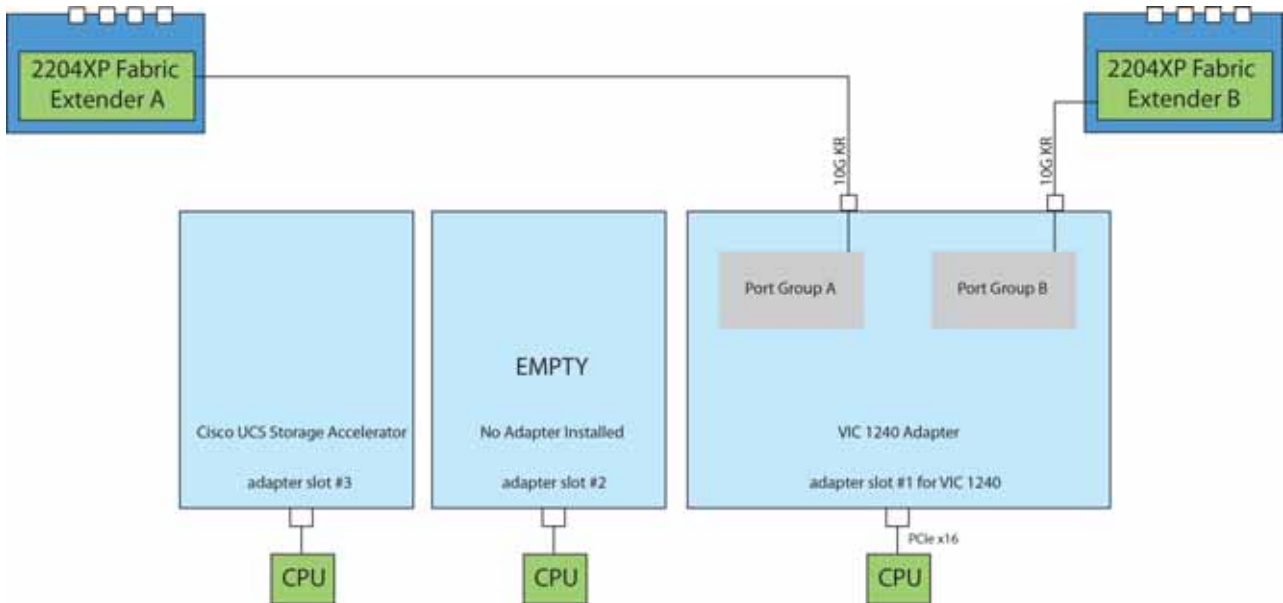 2204XP Fabric
Extender A
2204XP Fabric
Extender B
10G KR
10G KR
Port Group A
Port Group B
EMPTY
Cisco UCS Storage Accelerator
No Adapter Installed
VIC 1240 Adapter
adapter slot #3
adapter slot #2
adapter slot #1 for VIC 1240
PCIe x16
CPU
CPU
CPU